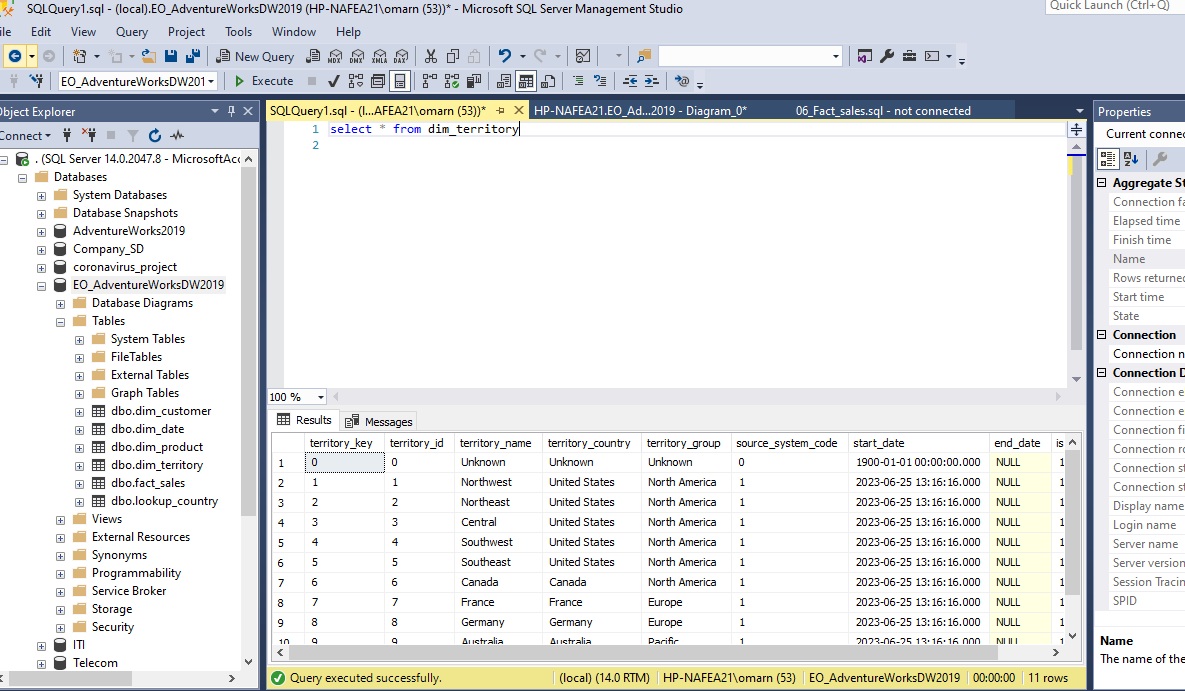 SQLQuery1.sql - (local).EO_AdventureWorksDW2019 (HP-NAFEA21\omarn (53))* - Microsoft SQL Server Management Studio
Quick Launch (Ctrl+Q)
Edit View Query Project Tools Window Help
New Query MDX DMX XMLA DAX
EO_AdventureWorksDW201 Execute
Object Explorer
SQLQuery1.sql - (l...AFEA21\omarn (53))* HP-NAFEA21.EO_Ad...2019 - Diagram_0* 06_Fact_sales.sql - not connected
Properties
Connect
Current connec
1 select * from dim_territory
2
. (SQL Server 14.0.2047.8 - MicrosoftAcc
Databases
System Databases
Database Snapshots
AdventureWorks2019
Company_SD
coronavirus_project
EO_AdventureWorksDW2019
Database Diagrams
Tables
System Tables
FileTables
External Tables
Graph Tables
dbo.dim_customer
dbo.dim_date
dbo.dim_product
dbo.dim_territory
dbo.fact_sales
dbo.lookup_country
Views
External Resources
Synonyms
Programmability
Service Broker
Storage
Security
ITI
Telecom
100 %
Results Messages
territory_key territory_id territory_name territory_country territory_group source_system_code start_date end_date is
1 0 0 Unknown Unknown Unknown 0 1900-01-01 00:00:00.000 NULL 1
2 1 1 Northwest United States North America 1 2023-06-25 13:16:16.000 NULL 1
3 2 2 Northeast United States North America 1 2023-06-25 13:16:16.000 NULL 1
4 3 3 Central United States North America 1 2023-06-25 13:16:16.000 NULL 1
5 4 4 Southwest United States North America 1 2023-06-25 13:16:16.000 NULL 1
6 5 5 Southeast United States North America 1 2023-06-25 13:16:16.000 NULL 1
7 6 6 Canada Canada North America 1 2023-06-25 13:16:16.000 NULL 1
8 7 7 France France Europe 1 2023-06-25 13:16:16.000 NULL 1
9 8 8 Germany Germany Europe 1 2023-06-25 13:16:16.000 NULL 1
10 9 9 Australia Australia Pacific 1 2023-06-25 13:16:16.000 NULL 1
Query executed successfully. (local) (14.0 RTM) HP-NAFEA21\omarn (53) EO_AdventureWorksDW2019 00:00:00 11 rows
Aggregate St
Connection fa
Elapsed time
Finish time
Name
Rows returned
Start time
State
Connection
Connection n
Connection D
Connection e
Connection e
Connection fi
Connection ro
Connection st
Connection st
Display name
Login name
Server name
Server version
Session Tracin
SPID
Name
The name of the